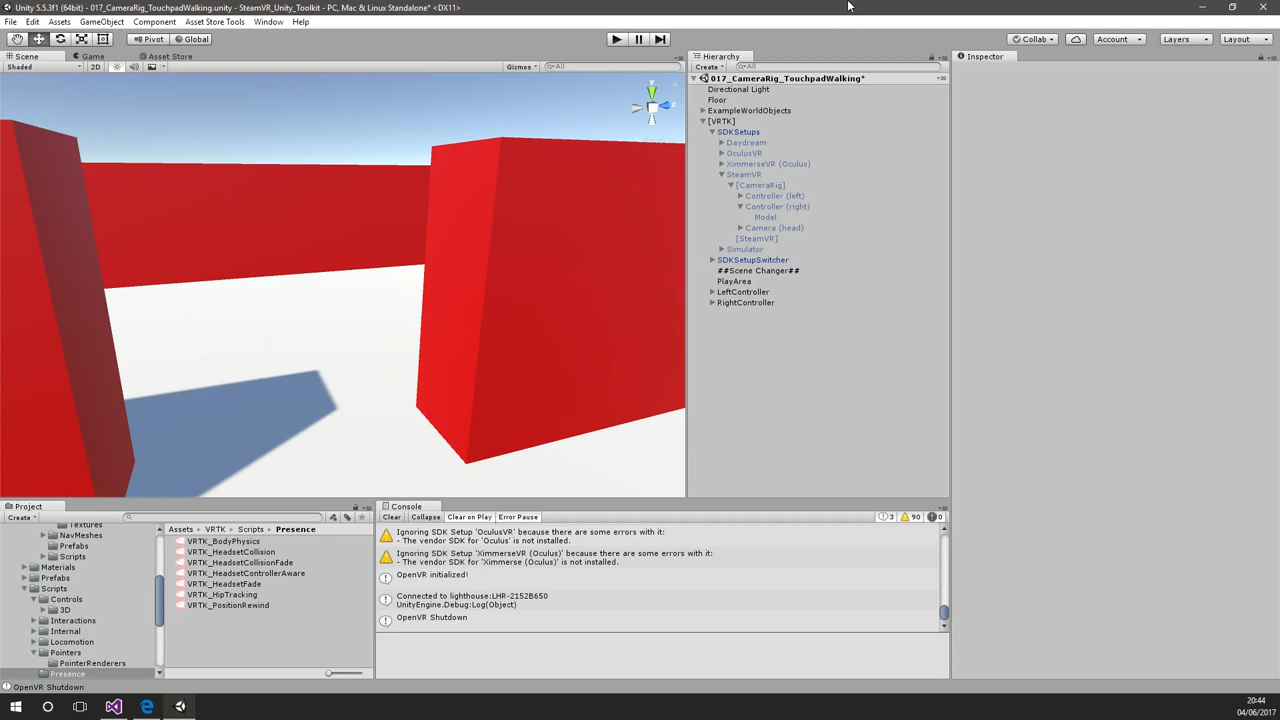 Unity 5.5.3f1 (64bit) - 017_CameraRig_TouchpadWalking.unity - SteamVR_Unity_Toolkit - PC, Mac & Linux Standalone* <DX11>
File Edit Assets GameObject Component Asset Store Tools Window Help
Pivot Global Collab Account Layers Layout
Scene Game Asset Store Hierarchy Inspector
Shaded 2D Gizmos All Create All
y
017_CameraRig_TouchpadWalking*
Directional Light
Floor
ExampleWorldObjects
[VRTK]
SDKSetups
Daydream
OculusVR
XimmerseVR (Oculus)
SteamVR
[CameraRig]
Controller (left)
Controller (right)
Model
Camera (head)
[SteamVR]
Simulator
SDKSetupSwitcher
##Scene Changer##
PlayArea
LeftController
RightController
Project
Create
Textures
NavMeshes
Prefabs
Scripts
Materials
Prefabs
Scripts
Controls
3D
Interactions
Internal
Locomotion
Pointers
PointerRenderers
Presence
Assets VRTK Scripts Presence
VRTK_BodyPhysics
VRTK_HeadsetCollision
VRTK_HeadsetCollisionFade
VRTK_HeadsetControllerAware
VRTK_HeadsetFade
VRTK_HipTracking
VRTK_PositionRewind
Console
Clear Collapse Clear on Play Error Pause 3 90 0
Ignoring SDK Setup 'OculusVR' because there are some errors with it:
- The vendor SDK for 'Oculus' is not installed.
Ignoring SDK Setup 'XimmerseVR (Oculus)' because there are some errors with it:
- The vendor SDK for 'Ximmerse (Oculus)' is not installed.
OpenVR initialized!
Connected to lighthouse:LHR-2152B650
UnityEngine.Debug:Log(Object)
OpenVR Shutdown
OpenVR Shutdown
20:44
04/06/2017